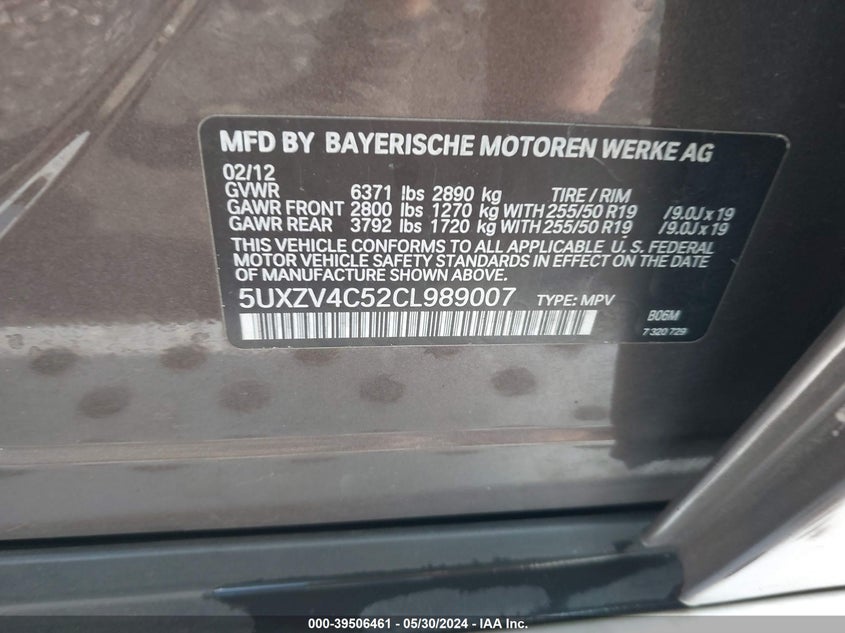 MFD BY BAYERISCHE MOTOREN WERKE AG
02/12
GVWR 6371 lbs 2890 kg TIRE / RIM
GAWR FRONT 2800 lbs 1270 kg WITH 255/50 R19 /9.0J x 19
GAWR REAR 3792 lbs 1720 kg WITH 255/50 R19 /9.0J x 19
THIS VEHICLE CONFORMS TO ALL APPLICABLE U.S. FEDERAL
MOTOR VEHICLE SAFETY STANDARDS IN EFFECT ON THE DATE
OF MANUFACTURE SHOWN ABOVE.
5UXZV4C52CL989007 TYPE: MPV
B06M
7 320 729
000-39506461 - 05/30/2024 - IAA Inc.